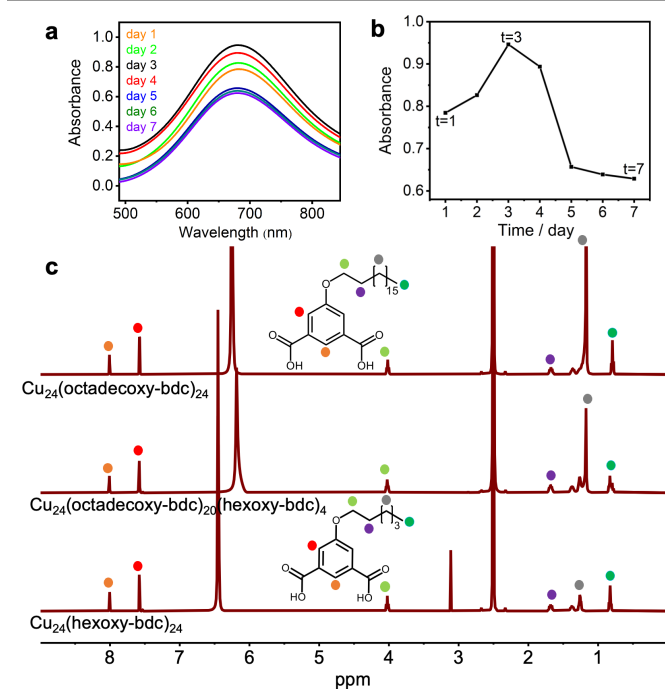 a
day 1
day 2
day 3
day 4
day 5
day 6
day 7
1.0
0.8
0.6
0.4
0.2
0.0
Absorbance
500 600 700 800
Wavelength (nm)
b
t=3
t=1
t=7
1.0
0.9
0.8
0.7
0.6
Absorbance
1 2 3 4 5 6 7
Time / day
c
O
15
O
OH
O
OH
Cu24(octadecoxy-bdc)24
Cu24(octadecoxy-bdc)20(hexoxy-bdc)4
O
3
O
HO
O
OH
Cu24(hexoxy-bdc)24
8 7 6 5 4 3 2 1
ppm